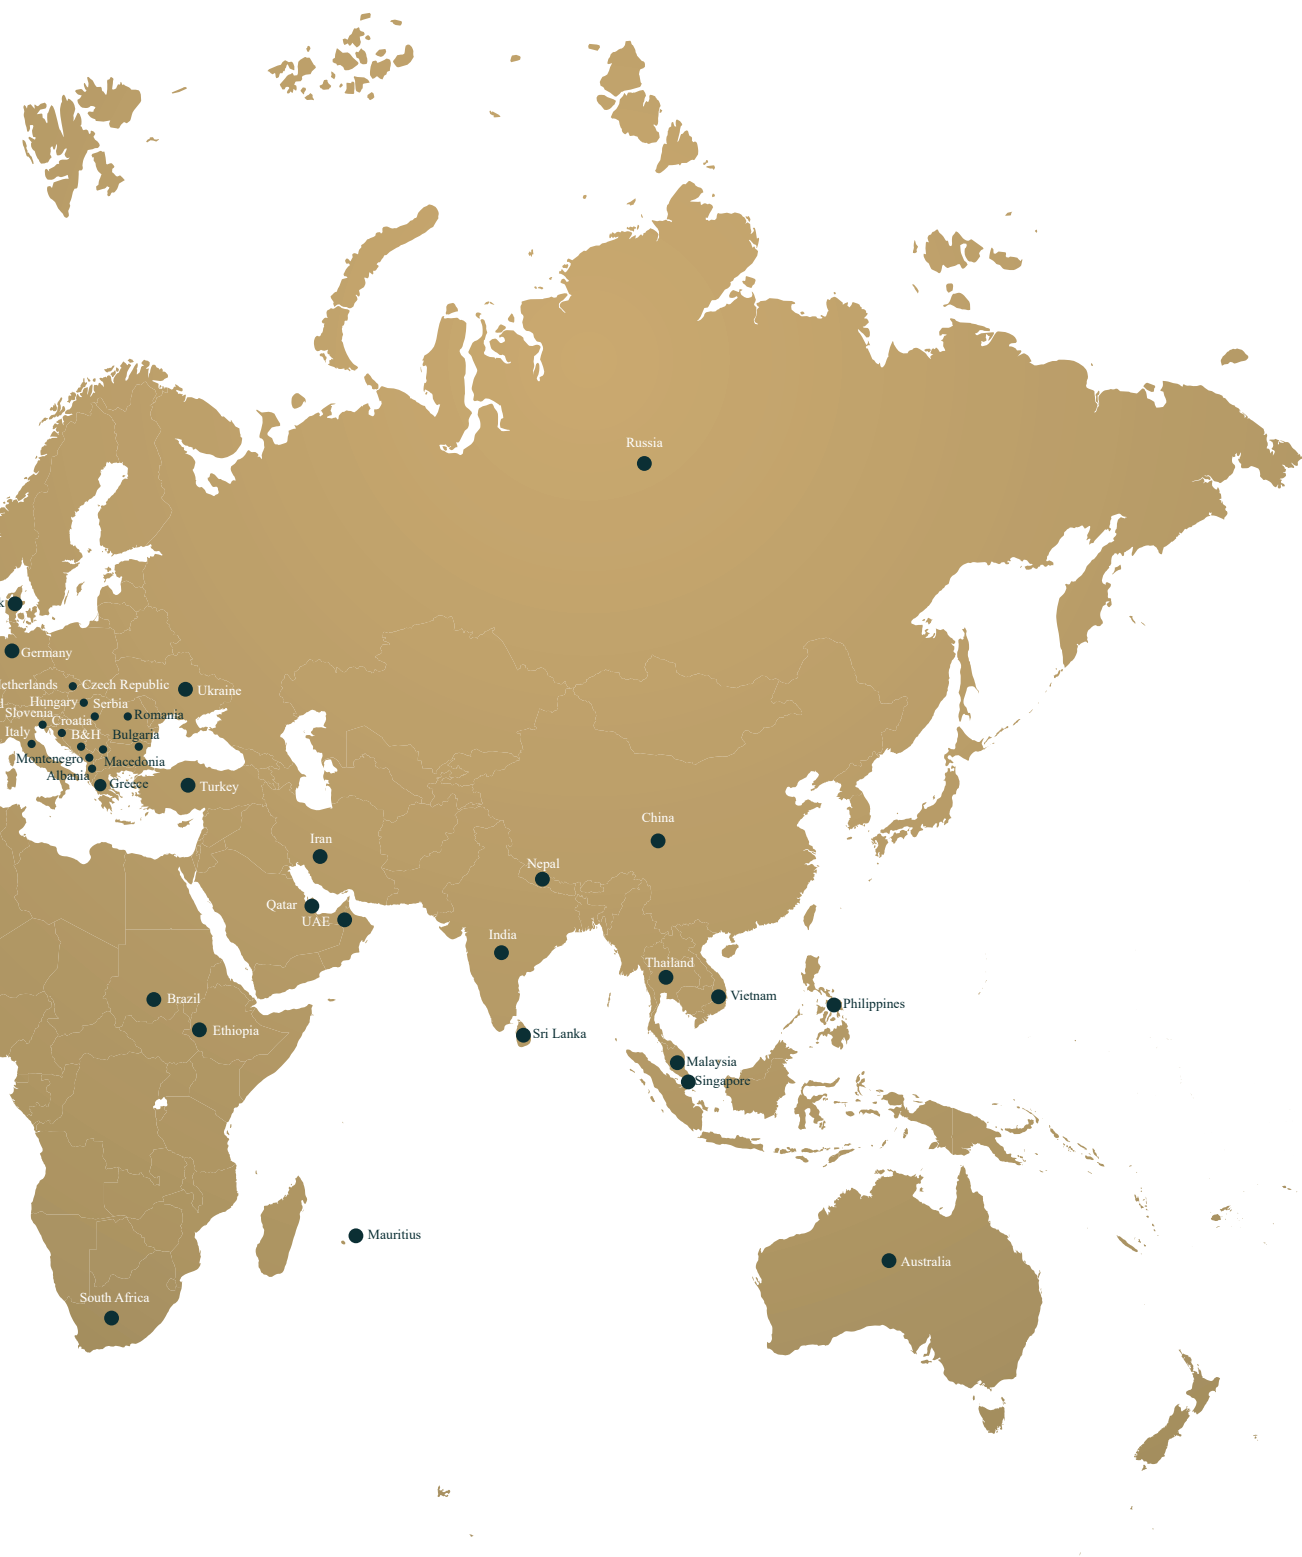 Russia
Germany
Czech Republic
Ukraine
Hungary
Serbia
Slovenia
Croatia
Romania
Italy
B&H
Bulgaria
Montenegro
Macedonia
Albania
Greece
Turkey
China
Iran
Nepal
Qatar
UAE
India
Thailand
Vietnam
Brazil
Philippines
Ethiopia
Sri Lanka
Malaysia
Singapore
Mauritius
Australia
South Africa